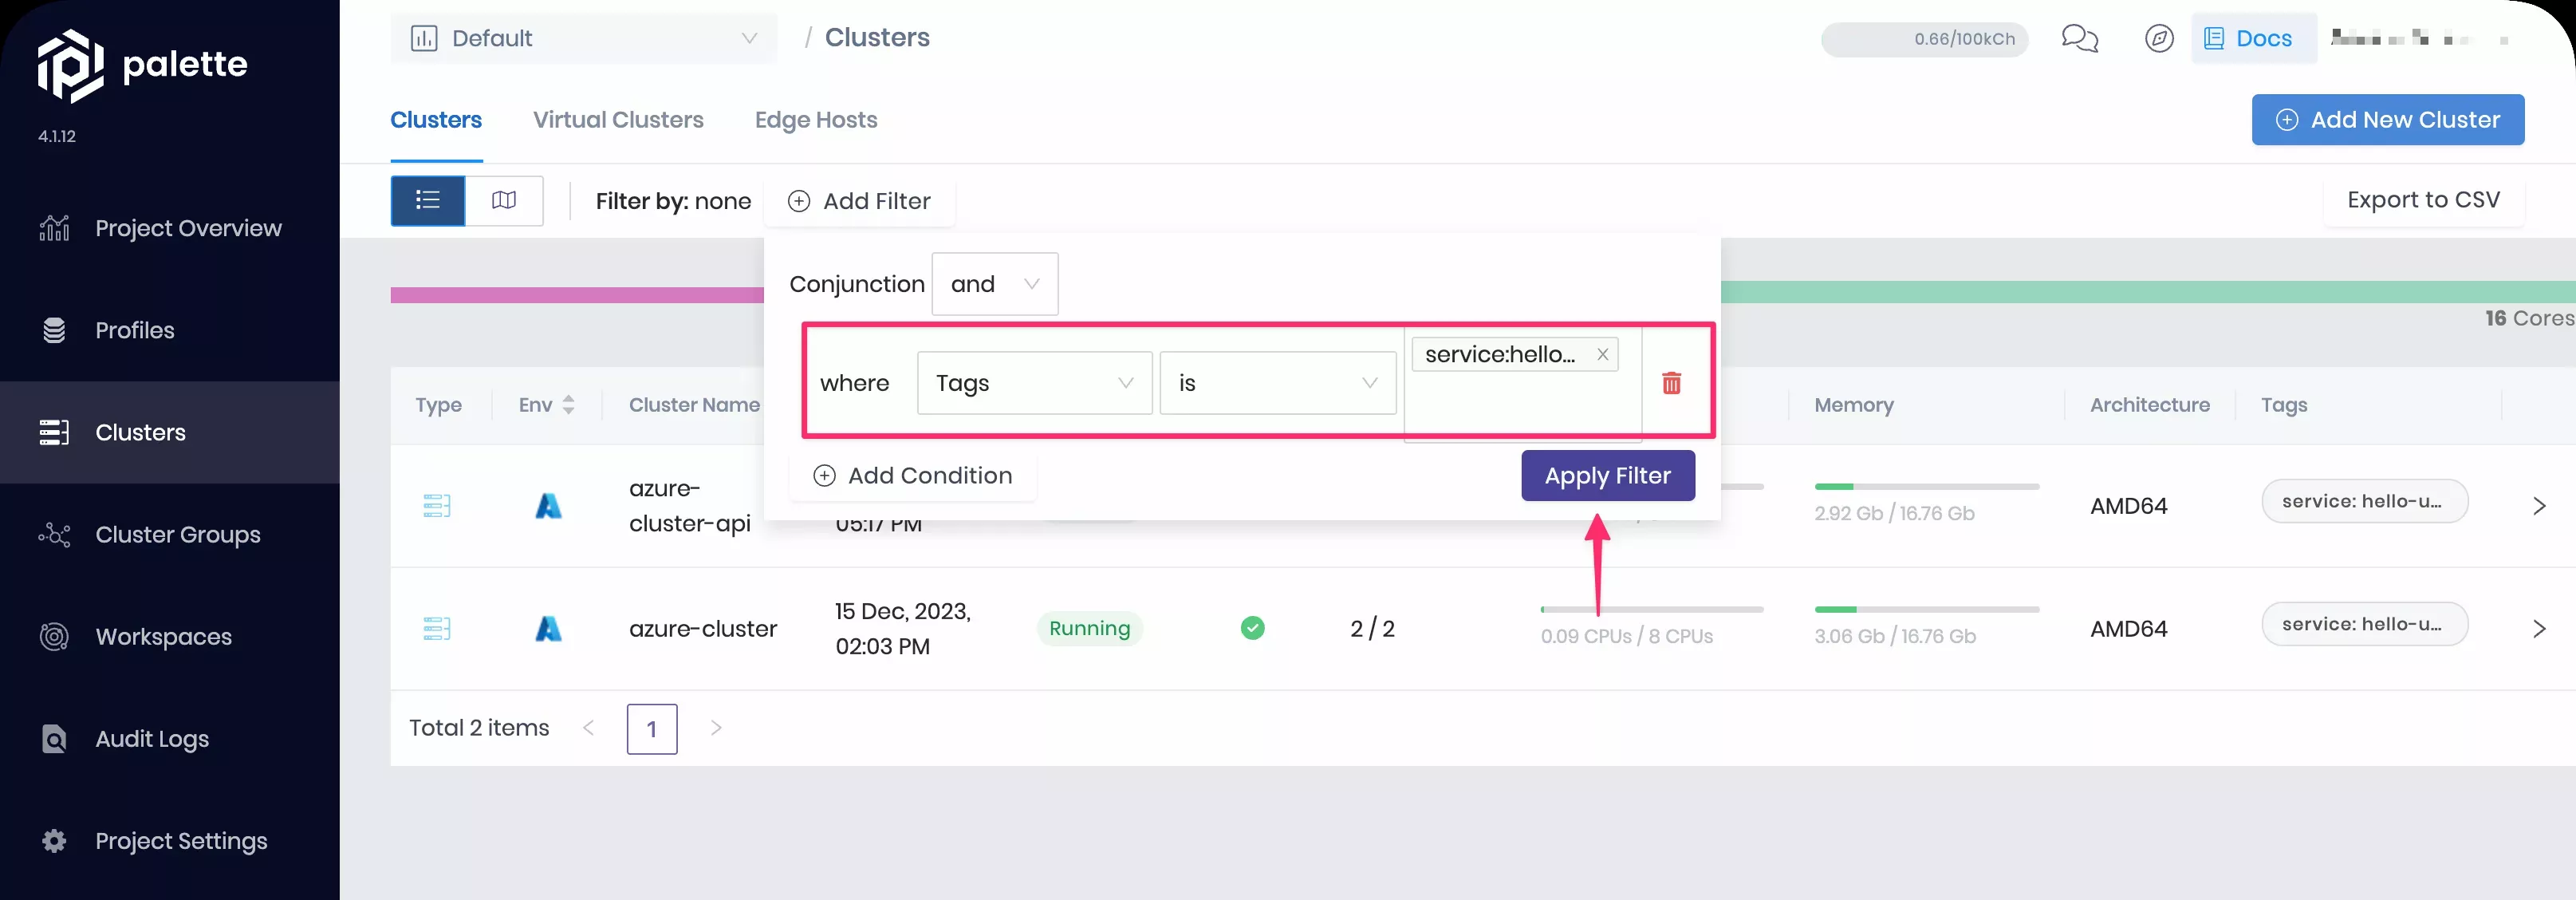 palette
4.1.12
Project Overview
Profiles
Clusters
Cluster Groups
Workspaces
Audit Logs
Project Settings
Default
/ Clusters
0.66/100kCh
Docs
Clusters
Virtual Clusters
Edge Hosts
Add New Cluster
Filter by: none
Add Filter
Export to CSV
Conjunction
and
16 Cores
where
Tags
is
service:hello...
Add Condition
Apply Filter
Type
Env
Cluster Name
Memory
Architecture
Tags
azure-
cluster-api
05:17 PM
2.92 Gb / 16.76 Gb
AMD64
service: hello-u...
azure-cluster
15 Dec, 2023,
02:03 PM
Running
2 / 2
0.09 CPUs / 8 CPUs
3.06 Gb / 16.76 Gb
AMD64
service: hello-u...
Total 2 items
1